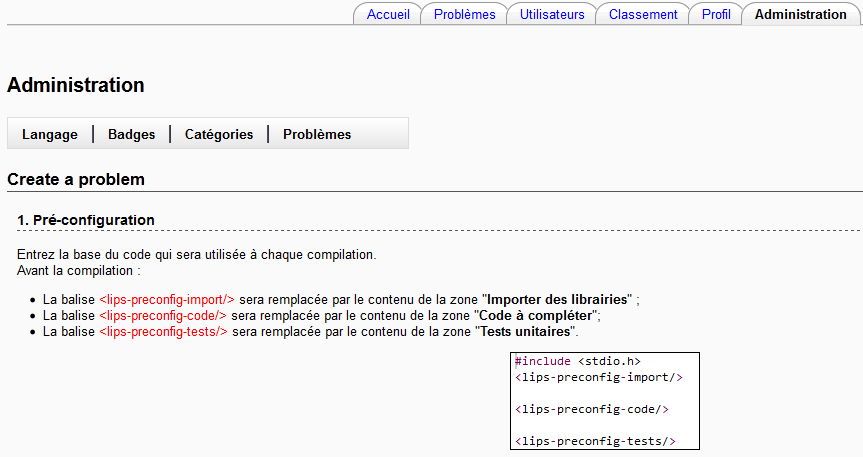 Accueil Problèmes Utilisateurs Classement Profil Administration
Administration
Langage Badges Catégories Problèmes
Create a problem
1. Pré-configuration
Entrez la base du code qui sera utilisée à chaque compilation.
Avant la compilation :
La balise <lips-preconfig-import/> sera remplacée par le contenu de la zone "Importer des librairies" ;
La balise <lips-preconfig-code/> sera remplacée par le contenu de la zone "Code à compléter";
La balise <lips-preconfig-tests/> sera remplacée par le contenu de la zone "Tests unitaires".
#include <stdio.h>
<lips-preconfig-import/>
<lips-preconfig-code/>
<lips-preconfig-tests/>